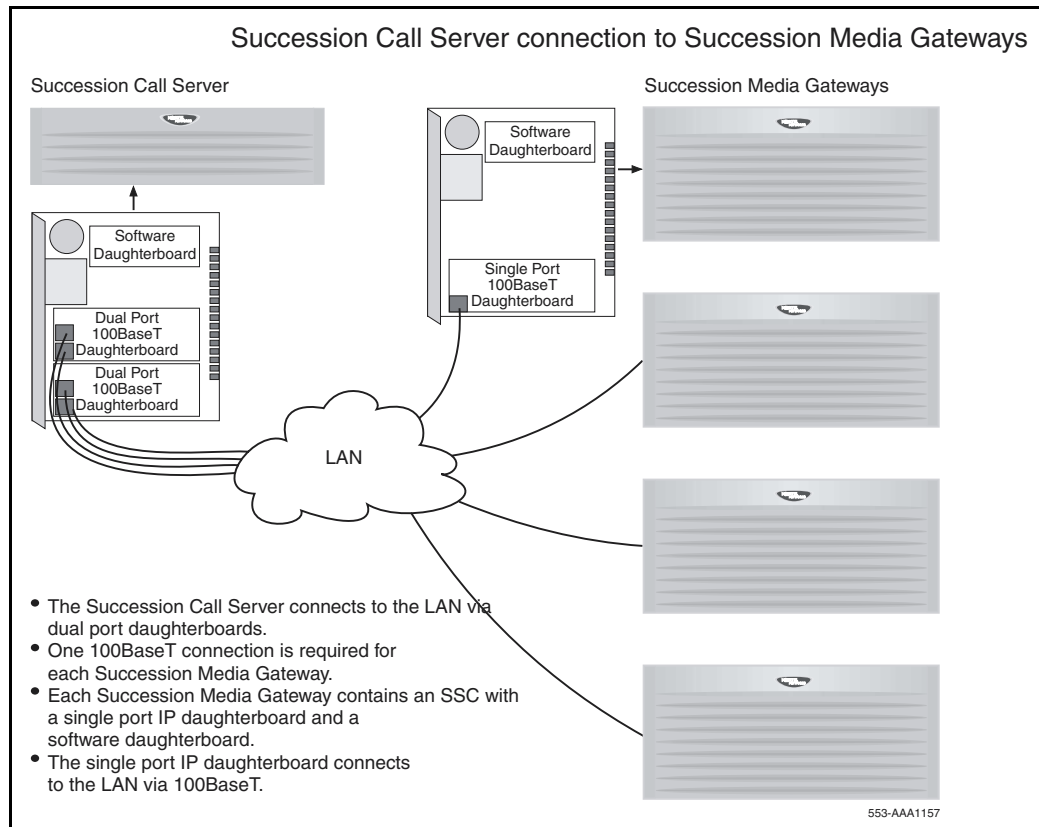 Succession Call Server connection to Succession Media Gateways
Succession Call Server
Succession Media Gateways
Software
Daughterboard
Software
Daughterboard
Single Port
100BaseT
Daughterboard
Dual Port
100BaseT
Daughterboard
Dual Port
100BaseT
Daughterboard
LAN
• The Succession Call Server connects to the LAN via
dual port daughterboards.
• One 100BaseT connection is required for
each Succession Media Gateway.
• Each Succession Media Gateway contains an SSC with
a single port IP daughterboard and a
software daughterboard.
• The single port IP daughterboard connects
to the LAN via 100BaseT.
553-AAA1157